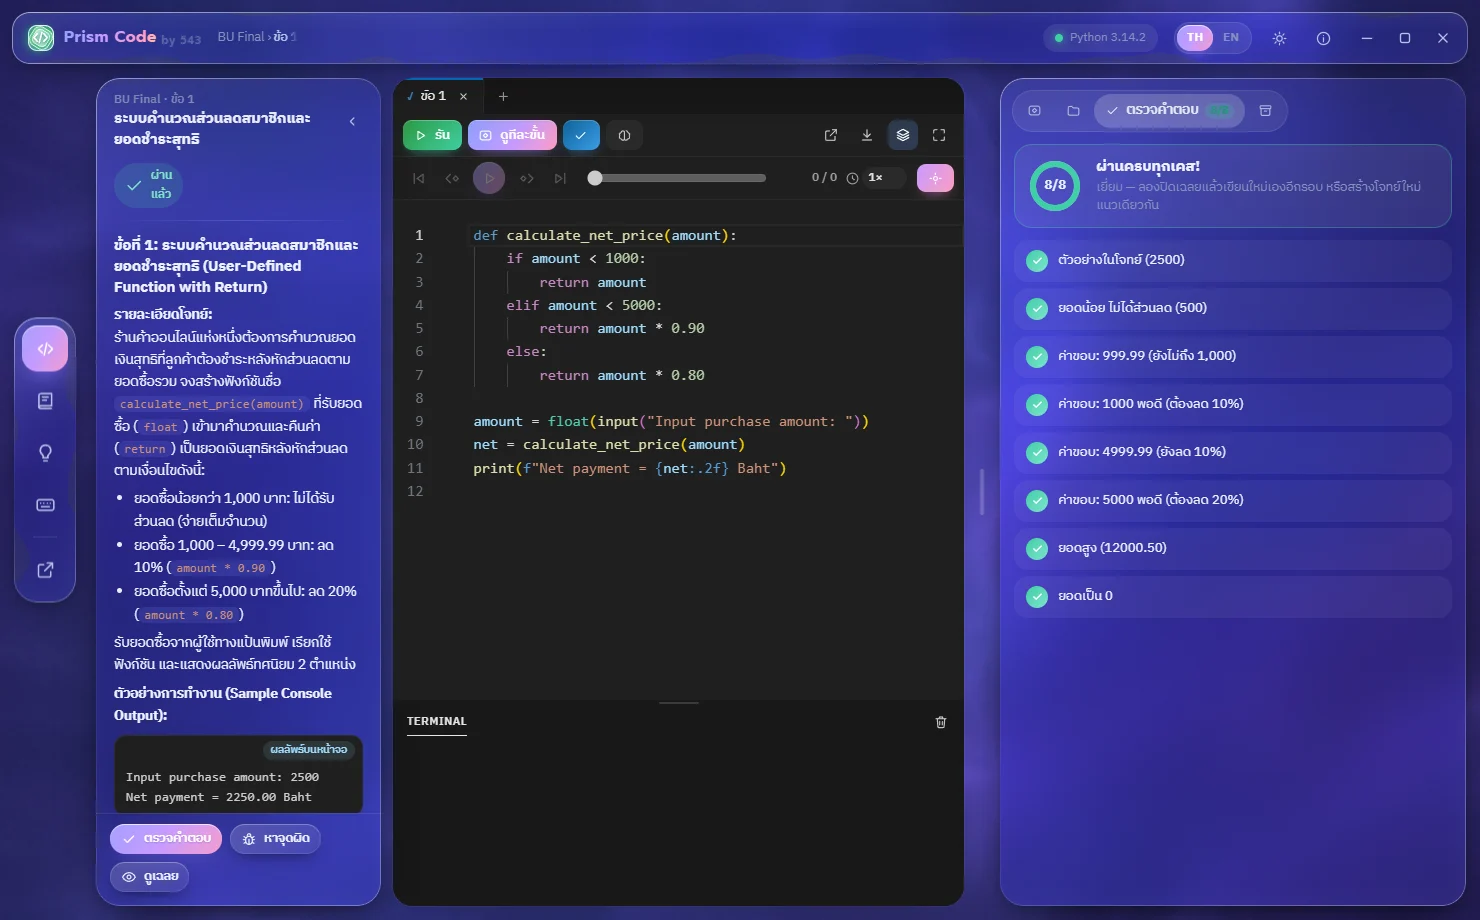 Prism Code by 543
BU Final › ข้อ 1
Python 3.14.2
TH EN
BU Final · ข้อ 1
ระบบคำนวณส่วนลดสมาชิกและ
ยอดชำระสุทธิ
ผ่าน
แล้ว
ข้อที่ 1: ระบบคำนวณส่วนลดสมาชิกและ
ยอดชำระสุทธิ (User-Defined
Function with Return)
รายละเอียดโจทย์:
ร้านค้าออนไลน์แห่งหนึ่งต้องการคำนวณยอด
เงินสุทธิที่ลูกค้าต้องชำระหลังหักส่วนลดตาม
ยอดซื้อรวม จงสร้างฟังก์ชันชื่อ
calculate_net_price(amount) ที่รับยอด
ซื้อ ( float ) เข้ามาคำนวณและคืนค่า
( return ) เป็นยอดเงินสุทธิหลังหักส่วนลด
ตามเงื่อนไขดังนี้:
• ยอดซื้อน้อยกว่า 1,000 บาท: ไม่ได้รับ
ส่วนลด (จ่ายเต็มจำนวน)
• ยอดซื้อ 1,000 – 4,999.99 บาท: ลด
10% ( amount * 0.90 )
• ยอดซื้อตั้งแต่ 5,000 บาทขึ้นไป: ลด 20%
( amount * 0.80 )
รับยอดซื้อจากผู้ใช้ทางแป้นพิมพ์ เรียกใช้
ฟังก์ชัน และแสดงผลลัพธ์ทศนิยม 2 ตำแหน่ง
ตัวอย่างการทำงาน (Sample Console
Output):
ผลลัพธ์บนหน้าจอ
Input purchase amount: 2500
Net payment = 2250.00 Baht
ตรวจคำตอบ
หาจุดผิด
ดูเฉลย
ข้อ 1
รัน
ดูทีละขั้น
0 / 0
1×
1 def calculate_net_price(amount):
2 if amount < 1000:
3 return amount
4 elif amount < 5000:
5 return amount * 0.90
6 else:
7 return amount * 0.80
8
9 amount = float(input("Input purchase amount: "))
10 net = calculate_net_price(amount)
11 print(f"Net payment = {net:.2f} Baht")
12
TERMINAL
ตรวจคำตอบ
8/8
ผ่านครบทุกเคส!
เยี่ยม — ลองปิดเฉลยแล้วเขียนใหม่เองอีกรอบ หรือสร้างโจทย์ใหม่
แนวเดียวกัน
ตัวอย่างในโจทย์ (2500)
ยอดน้อย ไม่ได้ส่วนลด (500)
ค่าขอบ: 999.99 (ยังไม่ถึง 1,000)
ค่าขอบ: 1000 พอดี (ต้องลด 10%)
ค่าขอบ: 4999.99 (ยังลด 10%)
ค่าขอบ: 5000 พอดี (ต้องลด 20%)
ยอดสูง (12000.50)
ยอดเป็น 0